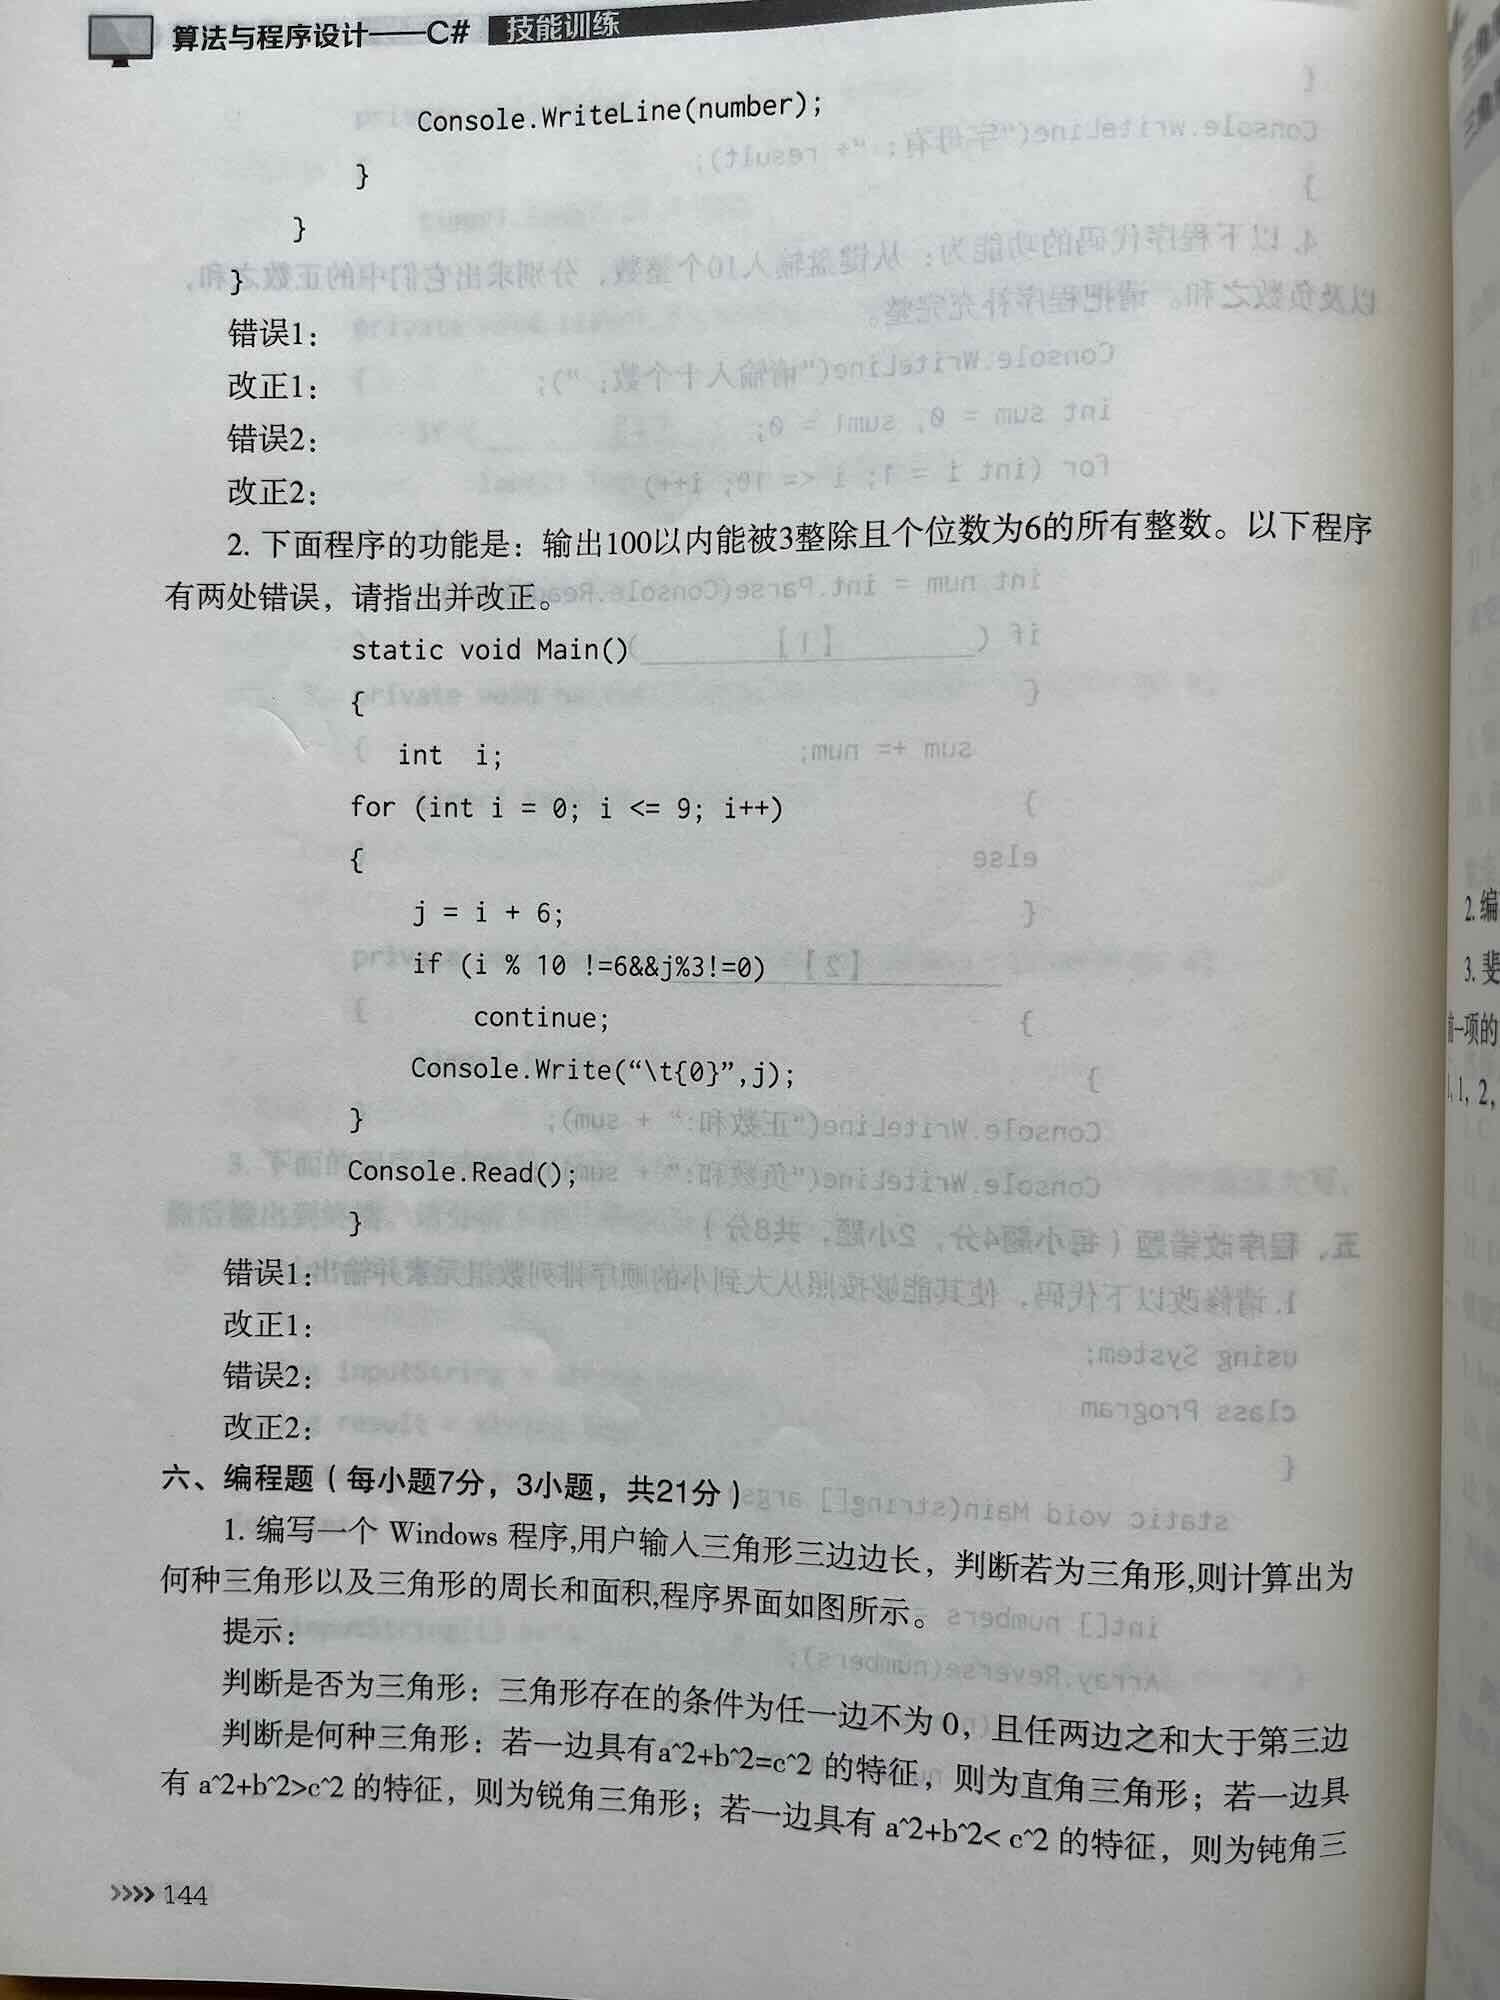 算法与程序设计——C# 技能训练
Console.WriteLine(number);
}
}
}
错误1：
改正1：
错误2：
改正2：
2. 下面程序的功能是：输出100以内能被3整除且个位数为6的所有整数。以下程序
有两处错误，请指出并改正。
static void Main()
{
int i;
for (int i = 0; i <= 9; i++)
{
j = i + 6;
if (i % 10 !=6&&j%3!=0)
continue;
Console.Write(“\t{0}”,j);
}
Console.Read();
}
错误1：
改正1：
错误2：
改正2：
六、编程题（每小题7分，3小题，共21分）
1. 编写一个 Windows 程序,用户输入三角形三边边长，判断若为三角形,则计算出为
何种三角形以及三角形的周长和面积,程序界面如图所示。
提示：
判断是否为三角形：三角形存在的条件为任一边不为 0，且任两边之和大于第三边
判断是何种三角形：若一边具有a^2+b^2=c^2 的特征，则为直角三角形；若一边具
有 a^2+b^2>c^2 的特征，则为锐角三角形；若一边具有 a^2+b^2< c^2 的特征，则为钝角三
>>>> 144
2. 编
3. 斐
前一项的
1, 2,